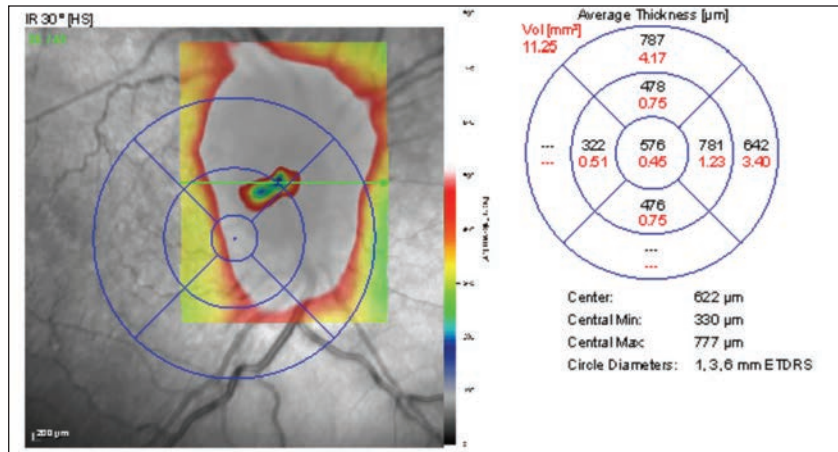 IR 30° [HS]
Average Thickness [µm]
Vol [mm³]
11.25
787
4.17
478
0.75
--- 322 576 781 642
--- 0.51 0.45 1.23 3.40
476
0.75
---
---
Center: 622 µm
Central Min: 330 µm
Central Max: 777 µm
Circle Diameters: 1, 3, 6 mm ETDRS
200 µm